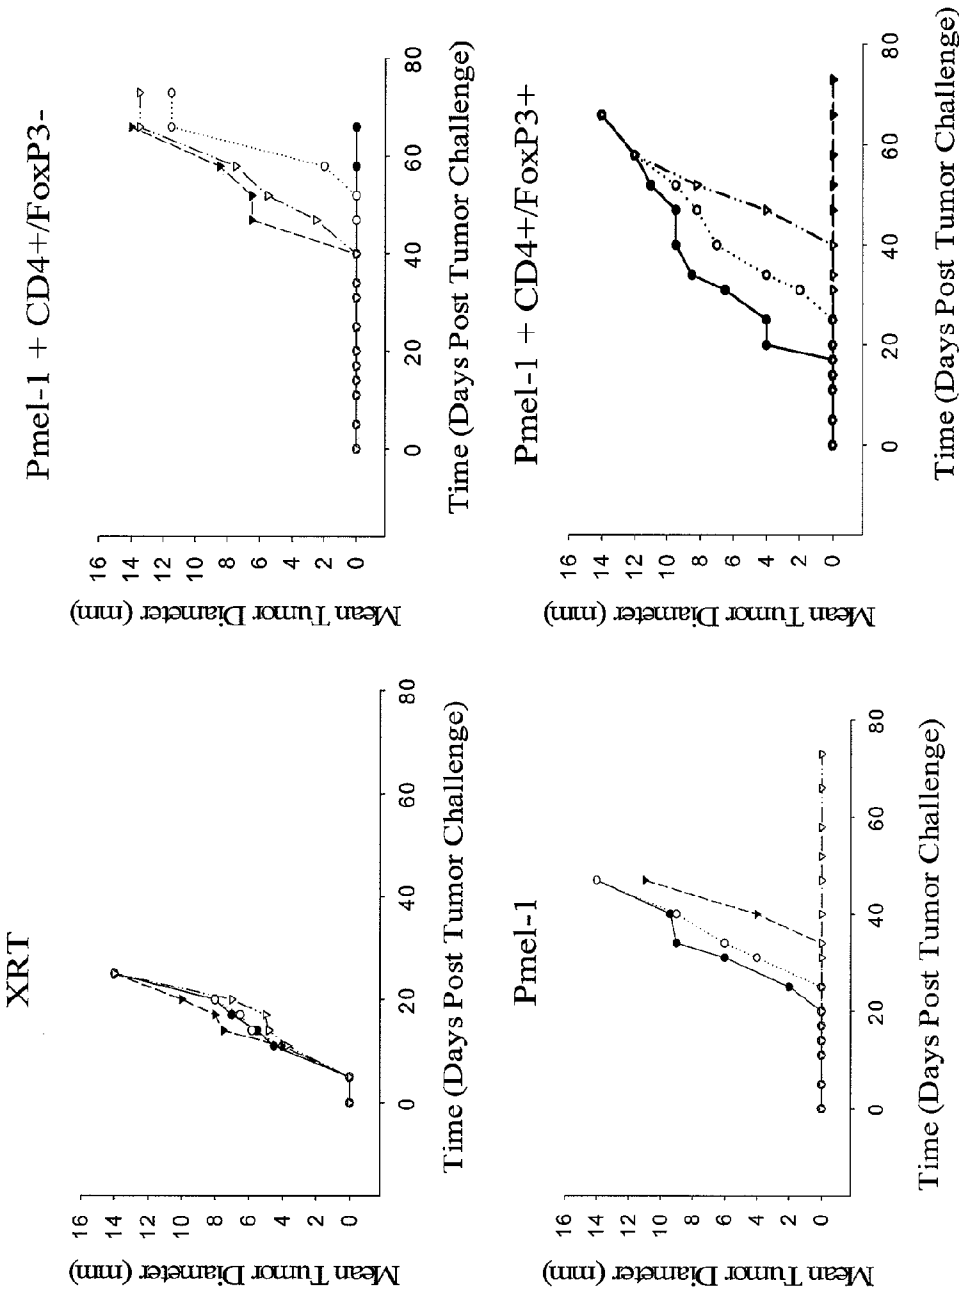 XRT
16
14
12
10
8
6
4
2
0
Mean Tumor Diameter (mm)
0 20 40 60 80
Time (Days Post Tumor Challenge)
Pmel-1 + CD4+/FoxP3-
16
14
12
10
8
6
4
2
0
Mean Tumor Diameter (mm)
0 20 40 60 80
Time (Days Post Tumor Challenge)
Pmel-1
16
14
12
10
8
6
4
2
0
Mean Tumor Diameter (mm)
0 20 40 60 80
Time (Days Post Tumor Challenge)
Pmel-1 + CD4+/FoxP3+
16
14
12
10
8
6
4
2
0
Mean Tumor Diameter (mm)
0 20 40 60 80
Time (Days Post Tumor Challenge)